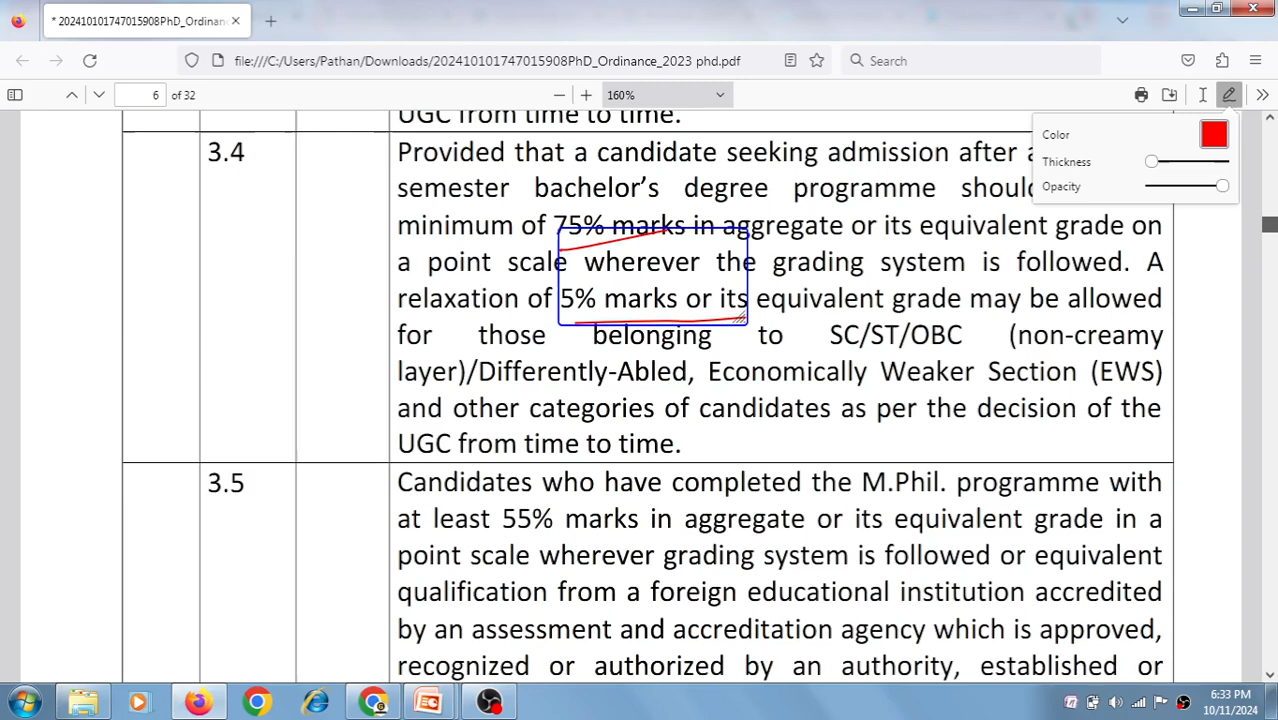 * 20241010174701​5908PhD_Ordinan
file:///C:/Users/Pathan/Downloads/202410101747015908PhD_Ordinance_2023 phd.pdf
Search
6 of 32
160%
Color
Thickness
Opacity
UGC from time to time.
3.4
Provided that a candidate seeking admission after a
semester bachelor's degree programme should
minimum of 75% marks in aggregate or its equivalent grade on
a point scale wherever the grading system is followed. A
relaxation of 5% marks or its equivalent grade may be allowed
for those belonging to SC/ST/OBC (non-creamy
layer)/Differently-Abled, Economically Weaker Section (EWS)
and other categories of candidates as per the decision of the
UGC from time to time.
3.5
Candidates who have completed the M.Phil. programme with
at least 55% marks in aggregate or its equivalent grade in a
point scale wherever grading system is followed or equivalent
qualification from a foreign educational institution accredited
by an assessment and accreditation agency which is approved,
recognized or authorized by an authority, established or
6:33 PM
10/11/2024